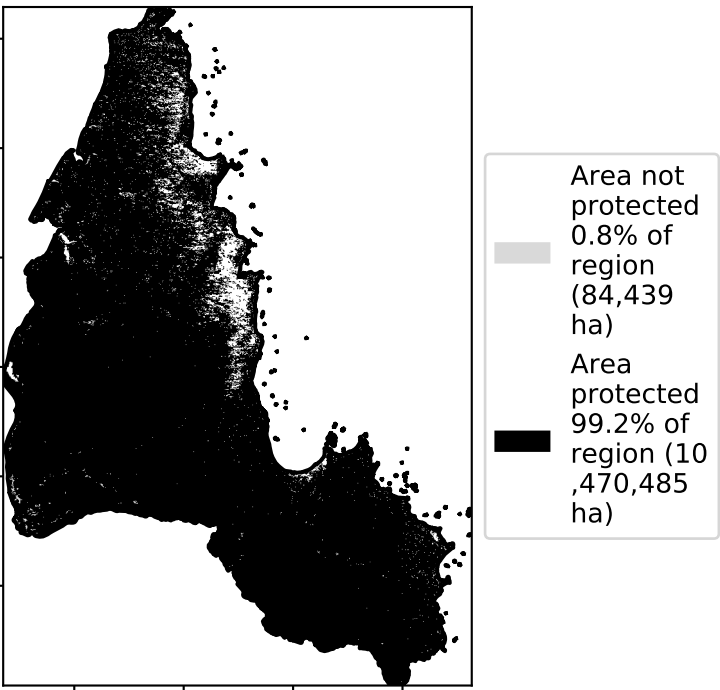 Area not
protected
0.8% of
region
(84,439
ha)
Area
protected
99.2% of
region (10
,470,485
ha)